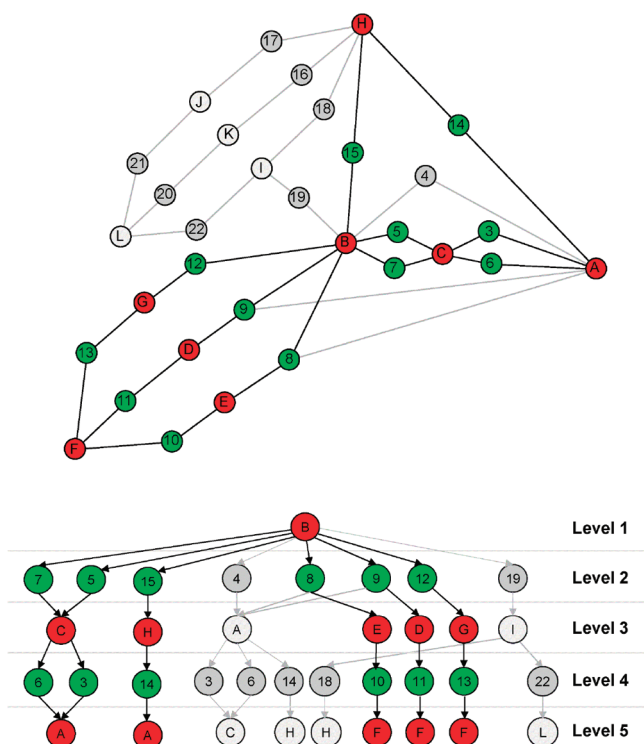 H
17
16
J
18
14
K
15
21
I
4
20
19
L
22
5
3
B
C
12
7
6
A
G
9
D
13
8
11
E
10
F
B Level 1
7 5 15 4 8 9 12 19 Level 2
C H A E D G I Level 3
6 3 14 3 6 14 18 10 11 13 22 Level 4
A A C H H F F F L Level 5